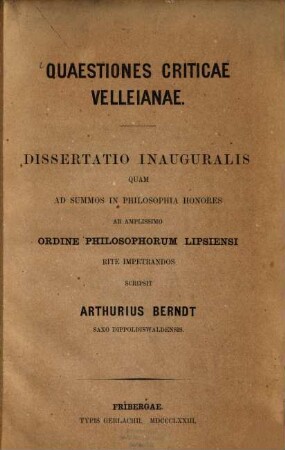 QUAESTIONES CRITICAE
VELLEIANAE.
DISSERTATIO INAUGURALIS
QUAM
AD SUMMOS IN PHILOSOPHIA HONORES
AB AMPLISSIMO
ORDINE PHILOSOPHORUM LIPSIENSI
RITE IMPETRANDOS
SCRIPSIT
ARTHURIUS BERNDT
SAXO DIPPOLDISWALDENSIS.
FRIBERGAE.
TYPIS GERLACHII, MDCCCLXXIII.